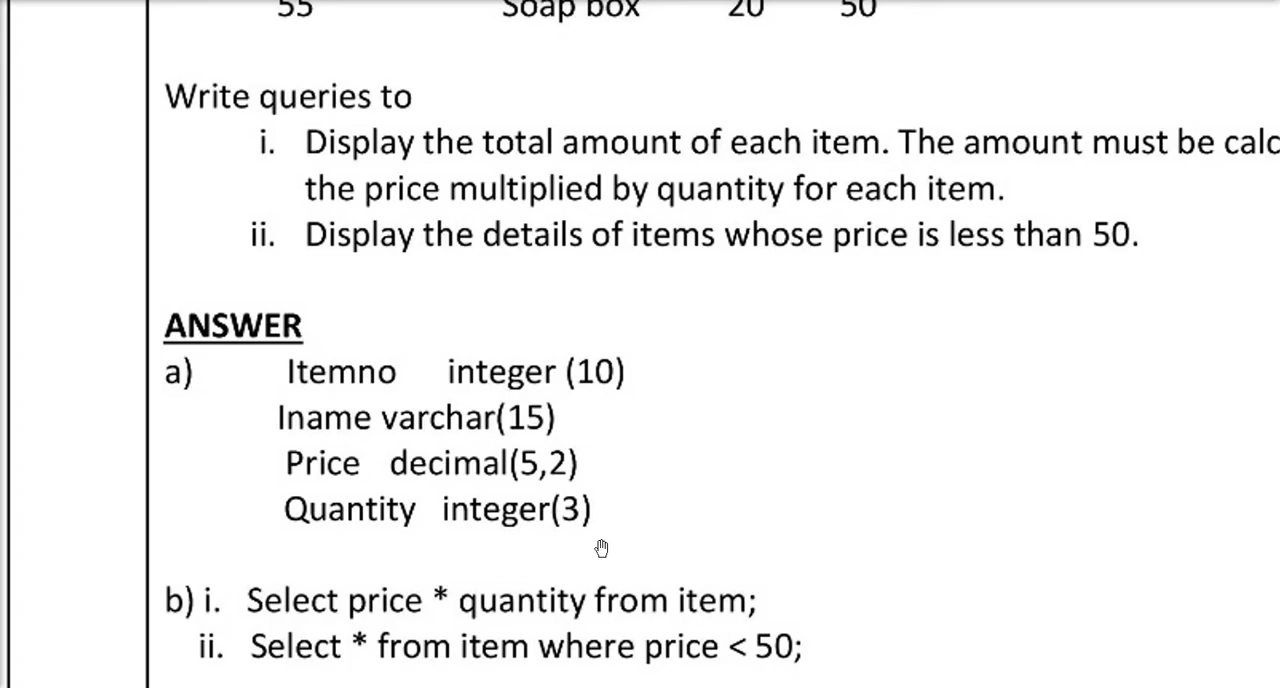 55 Soap box 20 50
Write queries to
i. Display the total amount of each item. The amount must be calc
the price multiplied by quantity for each item.
ii. Display the details of items whose price is less than 50.
ANSWER
a) Itemno integer (10)
Iname varchar(15)
Price decimal(5,2)
Quantity integer(3)
b) i. Select price * quantity from item;
ii. Select * from item where price < 50;